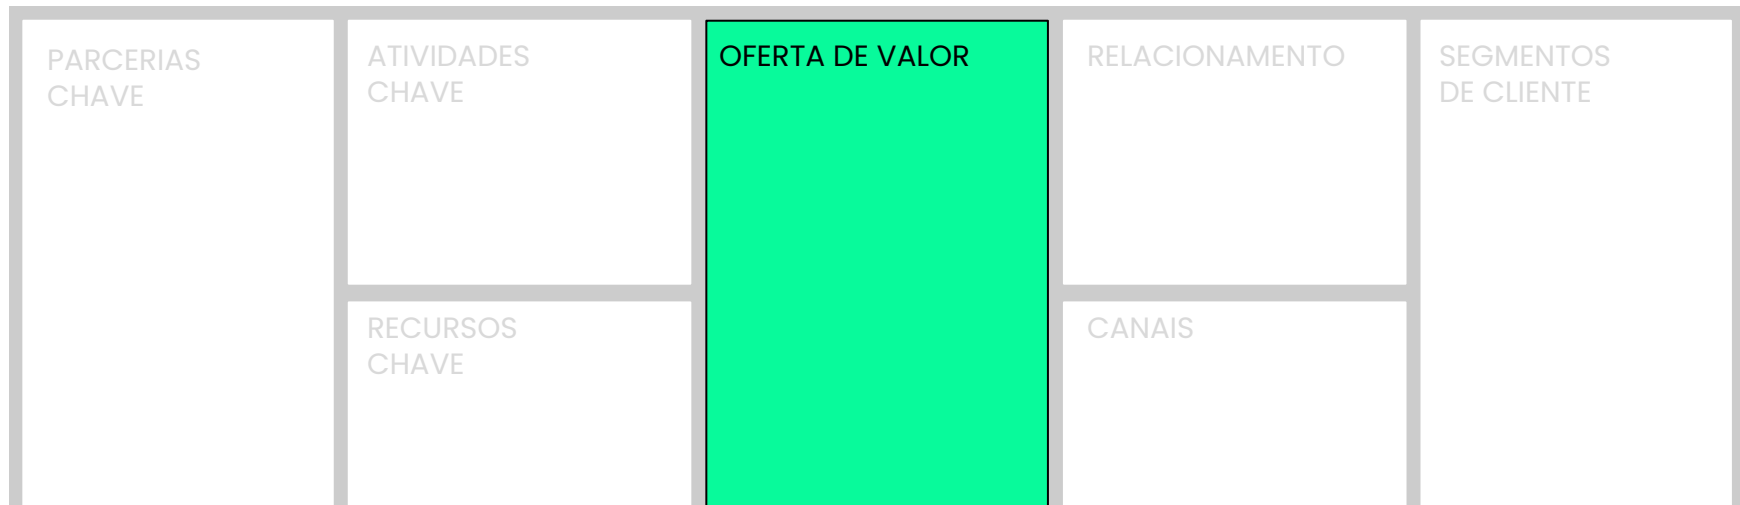 PARCERIAS
CHAVE
ATIVIDADES
CHAVE
RECURSOS
CHAVE
OFERTA DE VALOR
RELACIONAMENTO
CANAIS
SEGMENTOS
DE CLIENTE